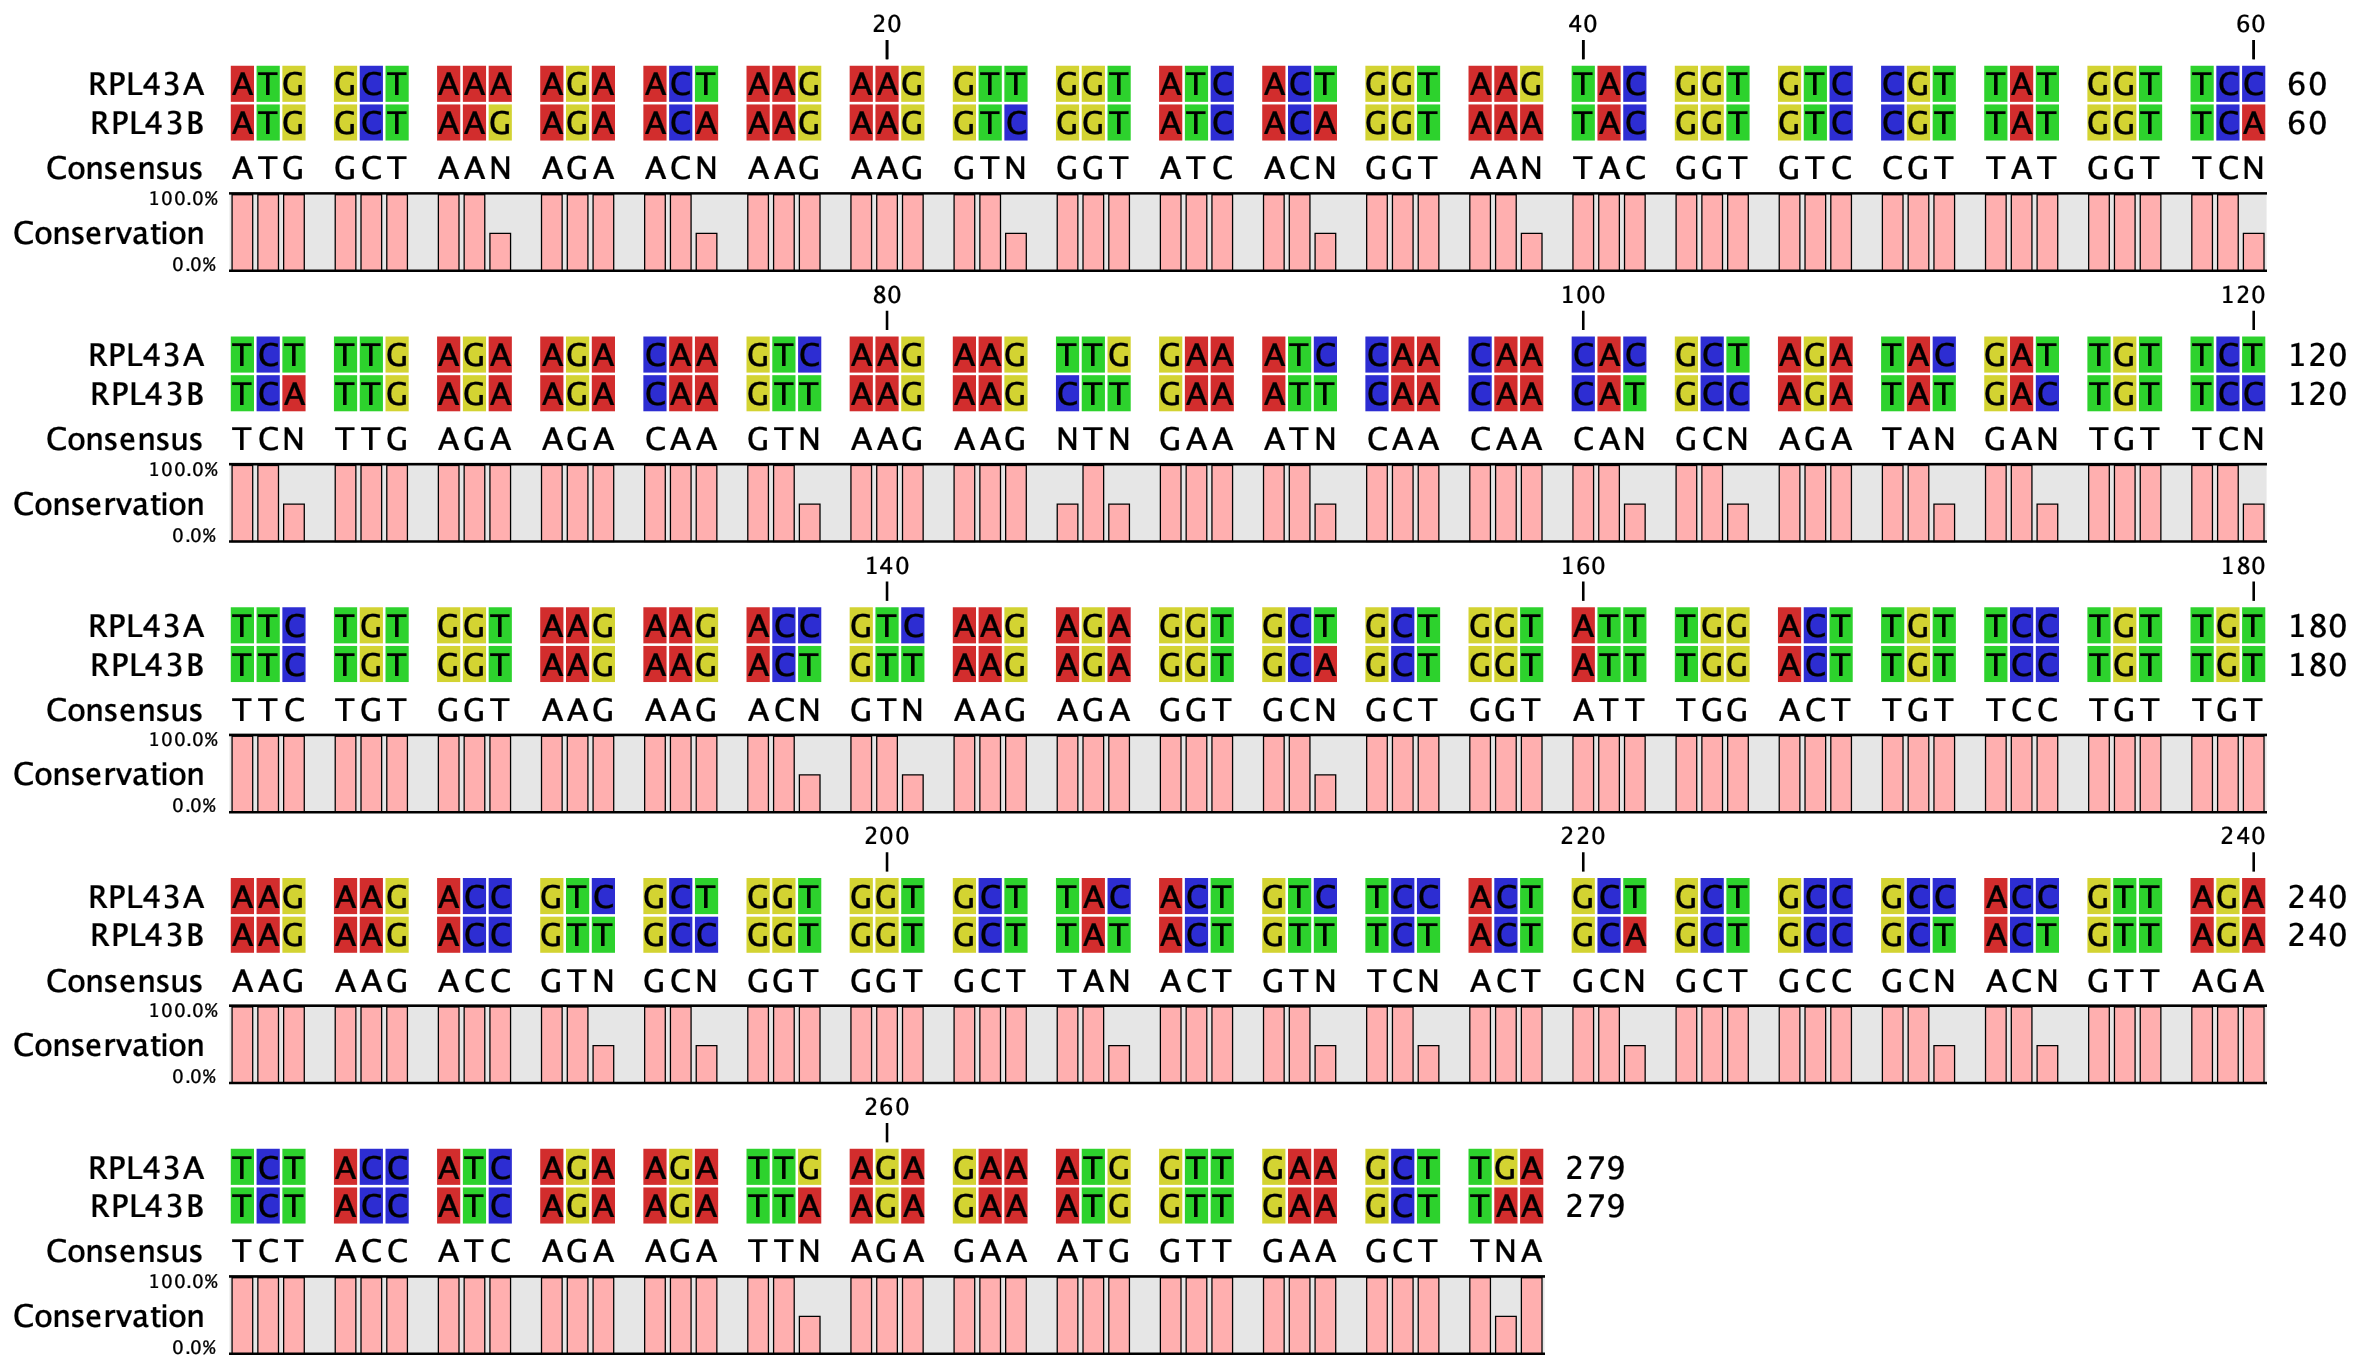 20 40 60
RPL43A ATG GCT AAA AGA ACT AAG AAG GTT GGT ATC ACT GGT AAG TAC GGT GTC CGT TAT GGT TCC 60
RPL43B ATG GCT AAG AGA ACA AAG AAG GTC GGT ATC ACA GGT AAA TAC GGT GTC CGT TAT GGT TCA 60
Consensus ATG GCT AAN AGA ACN AAG AAG GTN GGT ATC ACN GGT AAN TAC GGT GTC CGT TAT GGT TCN
100.0%
Conservation
0.0%
80 100 120
RPL43A TCT TTG AGA AGA CAA GTC AAG AAG TTG GAA ATC CAA CAA CAC GCT AGA TAC GAT TGT TCT 120
RPL43B TCA TTG AGA AGA CAA GTT AAG AAG CTT GAA ATT CAA CAA CAT GCC AGA TAT GAC TGT TCC 120
Consensus TCN TTG AGA AGA CAA GTN AAG AAG NTN GAA ATN CAA CAA CAN GCN AGA TAN GAN TGT TCN
100.0%
Conservation
0.0%
140 160 180
RPL43A TTC TGT GGT AAG AAG ACC GTC AAG AGA GGT GCT GCT GGT ATT TGG ACT TGT TCC TGT TGT 180
RPL43B TTC TGT GGT AAG AAG ACT GTT AAG AGA GGT GCA GCT GGT ATT TGG ACT TGT TCC TGT TGT 180
Consensus TTC TGT GGT AAG AAG ACN GTN AAG AGA GGT GCN GCT GGT ATT TGG ACT TGT TCC TGT TGT
100.0%
Conservation
0.0%
200 220 240
RPL43A AAG AAG ACC GTC GCT GGT GGT GCT TAC ACT GTC TCC ACT GCT GCT GCC GCC ACC GTT AGA 240
RPL43B AAG AAG ACC GTT GCC GGT GGT GCT TAT ACT GTT TCT ACT GCA GCT GCC GCT ACT GTT AGA 240
Consensus AAG AAG ACC GTN GCN GGT GGT GCT TAN ACT GTN TCN ACT GCN GCT GCC GCN ACN GTT AGA
100.0%
Conservation
0.0%
260
RPL43A TCT ACC ATC AGA AGA TTG AGA GAA ATG GTT GAA GCT TGA 279
RPL43B TCT ACC ATC AGA AGA TTA AGA GAA ATG GTT GAA GCT TAA 279
Consensus TCT ACC ATC AGA AGA TTN AGA GAA ATG GTT GAA GCT TNA
100.0%
Conservation
0.0%